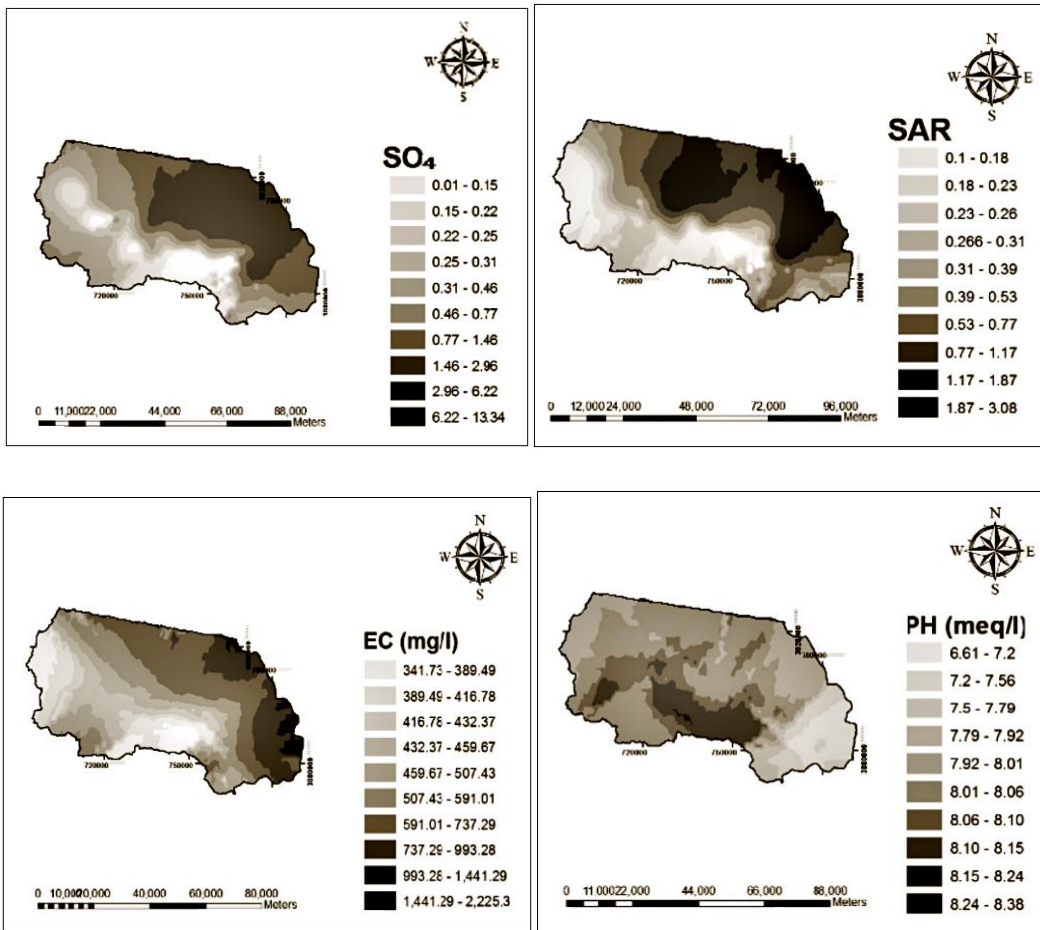 N
W E
S
SO₄
0.01 - 0.15
0.15 - 0.22
0.22 - 0.25
0.25 - 0.31
0.31 - 0.46
0.46 - 0.77
0.77 - 1.46
1.46 - 2.96
2.96 - 6.22
6.22 - 13.34
720000 750000
0 11,000 22,000 44,000 66,000 88,000
Meters
N
W E
S
SAR
0.1 - 0.18
0.18 - 0.23
0.23 - 0.26
0.266 - 0.31
0.31 - 0.39
0.39 - 0.53
0.53 - 0.77
0.77 - 1.17
1.17 - 1.87
1.87 - 3.08
720000 750000
0 12,000 24,000 48,000 72,000 96,000
Meters
N
W E
S
EC (mg/l)
341.73 - 389.49
389.49 - 416.78
416.78 - 432.37
432.37 - 459.67
459.67 - 507.43
507.43 - 591.01
591.01 - 737.29
737.29 - 993.28
993.28 - 1,441.29
1,441.29 - 2,225.3
720000 750000
0 10,000 20,000 40,000 60,000 80,000
Meters
N
W E
S
PH (meq/l)
6.61 - 7.2
7.2 - 7.56
7.5 - 7.79
7.79 - 7.92
7.92 - 8.01
8.01 - 8.06
8.06 - 8.10
8.10 - 8.15
8.15 - 8.24
8.24 - 8.38
720000 750000
0 11,000 22,000 44,000 66,000 88,000
Meters